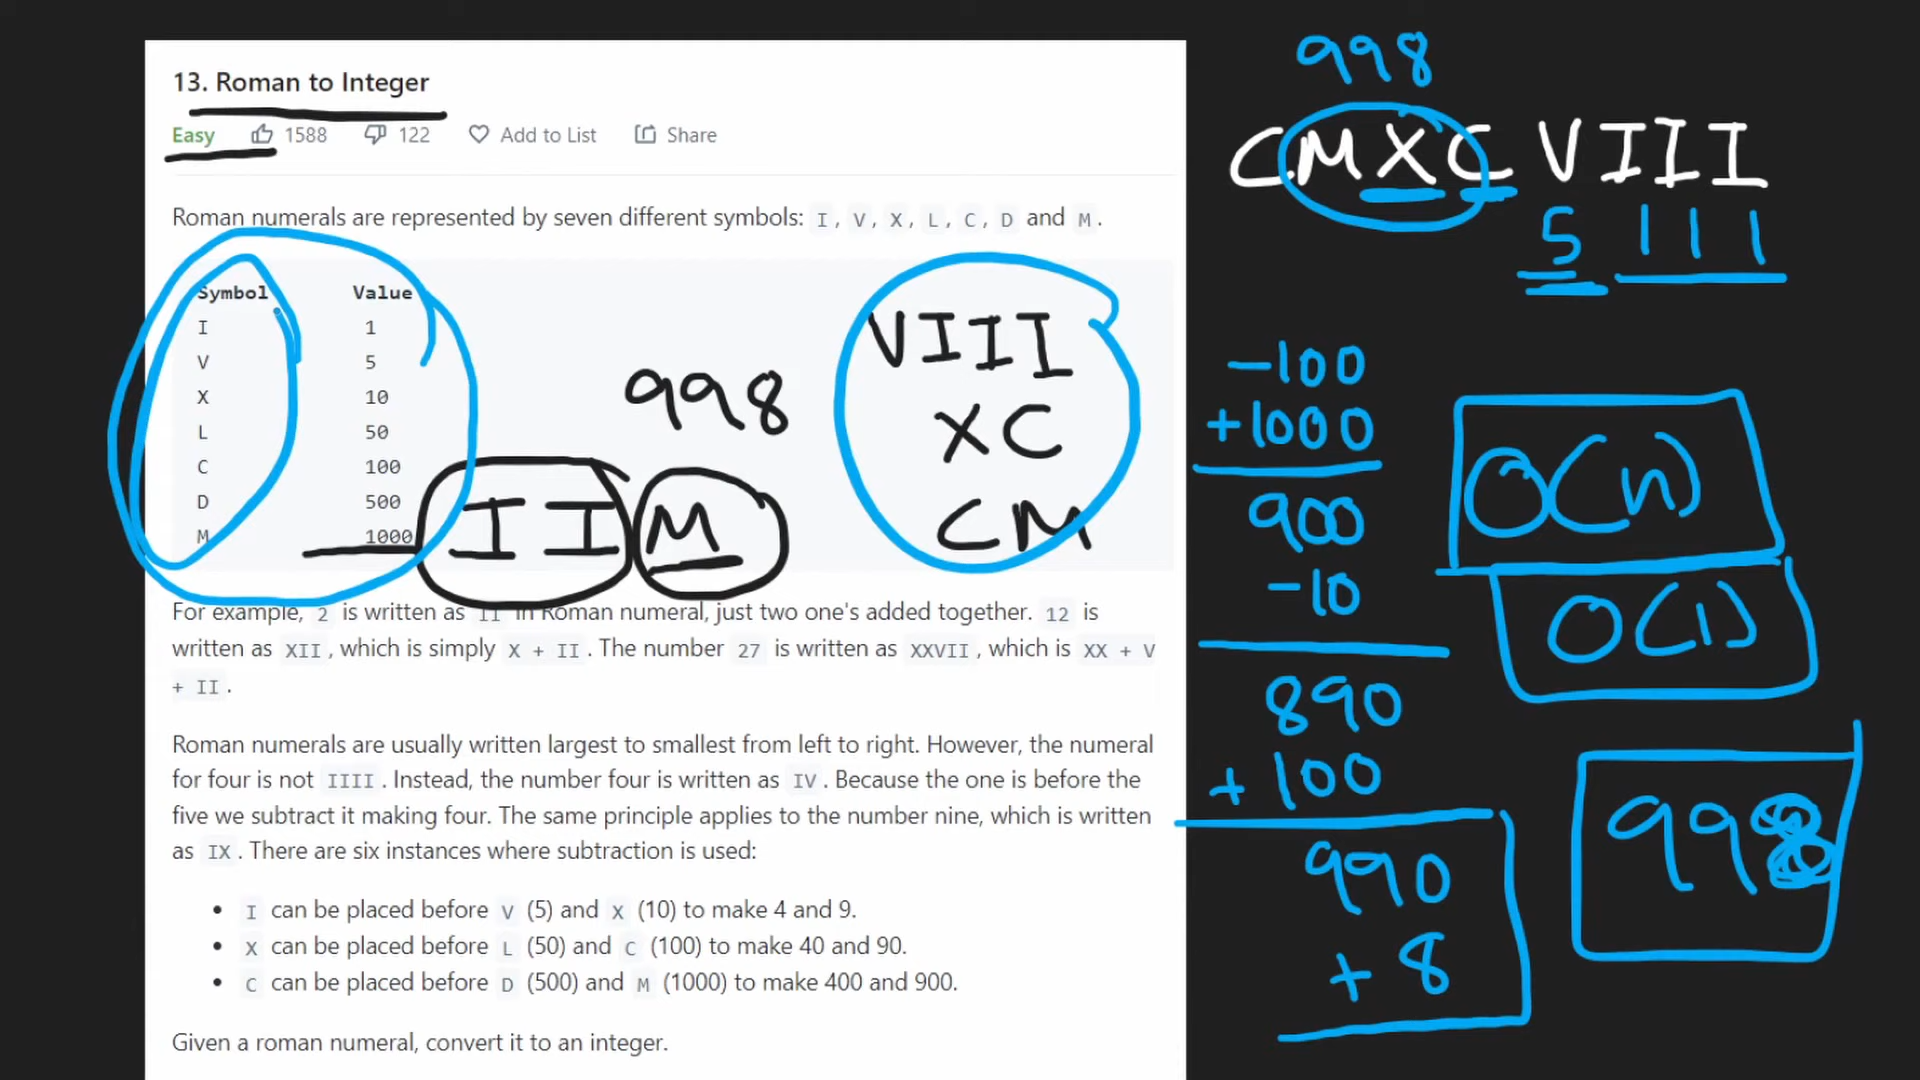 13. Roman to Integer
Easy 1588 122 Add to List Share
Roman numerals are represented by seven different symbols: I, V, X, L, C, D and M.
Symbol Value
I 1
V 5
X 10
L 50
C 100
D 500
M 1000
998
II M
VIII
XC
CM
For example, 2 is written as II in Roman numeral, just two one's added together. 12 is
written as XII, which is simply X + II. The number 27 is written as XXVII, which is XX + V
+ II.
Roman numerals are usually written largest to smallest from left to right. However, the numeral
for four is not IIII. Instead, the number four is written as IV. Because the one is before the
five we subtract it making four. The same principle applies to the number nine, which is written
as IX. There are six instances where subtraction is used:
• I can be placed before V (5) and X (10) to make 4 and 9.
• X can be placed before L (50) and C (100) to make 40 and 90.
• C can be placed before D (500) and M (1000) to make 400 and 900.
Given a roman numeral, convert it to an integer.
998
CMXCVIII
5 1 1 1
-100
+1000
900
-10
890
+100
990
+8
O(n)
O(1)
998